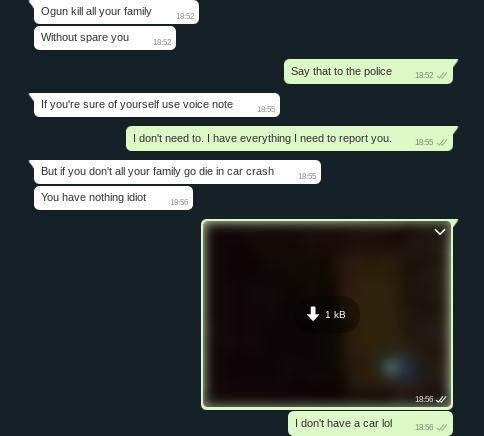 Ogun kill all your family 18:52
Without spare you 18:52
Say that to the police 18:52
If you're sure of yourself use voice note 18:55
I don't need to. I have everything I need to report you. 18:55
But if you don't all your family go die in car crash 18:55
You have nothing idiot 18:56
1 kB
18:56
I don't have a car lol 18:56